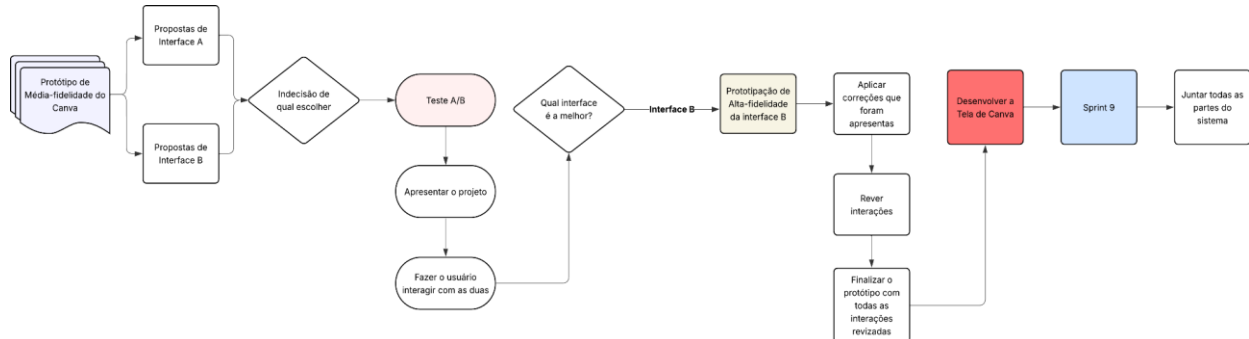 Protótipo de
Média-fidelidade do
Canva
Propostas de
Interface A
Propostas de
Interface B
Indecisão de
qual escolher
Teste A/B
Apresentar o projeto
Fazer o usuário
interagir com as duas
Qual interface
é a melhor?
Interface B
Prototipação de
Alta-fidelidade
da interface B
Aplicar
correções que
foram
apresentas
Rever
interações
Finalizar o
protótipo com
todas as
interações
revizadas
Desenvolver a
Tela de Canva
Sprint 9
Juntar todas as
partes do
sistema